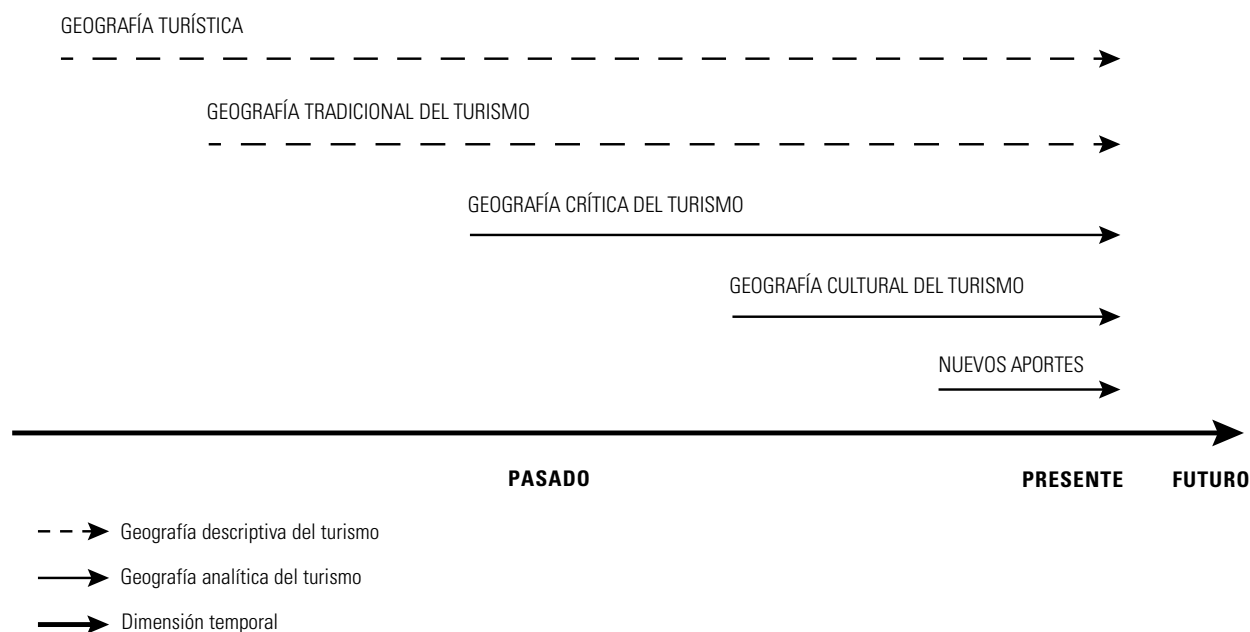 GEOGRAFÍA TURÍSTICA
GEOGRAFÍA TRADICIONAL DEL TURISMO
GEOGRAFÍA CRÍTICA DEL TURISMO
GEOGRAFÍA CULTURAL DEL TURISMO
NUEVOS APORTES
PASADO PRESENTE FUTURO
Geografía descriptiva del turismo
Geografía analítica del turismo
Dimensión temporal